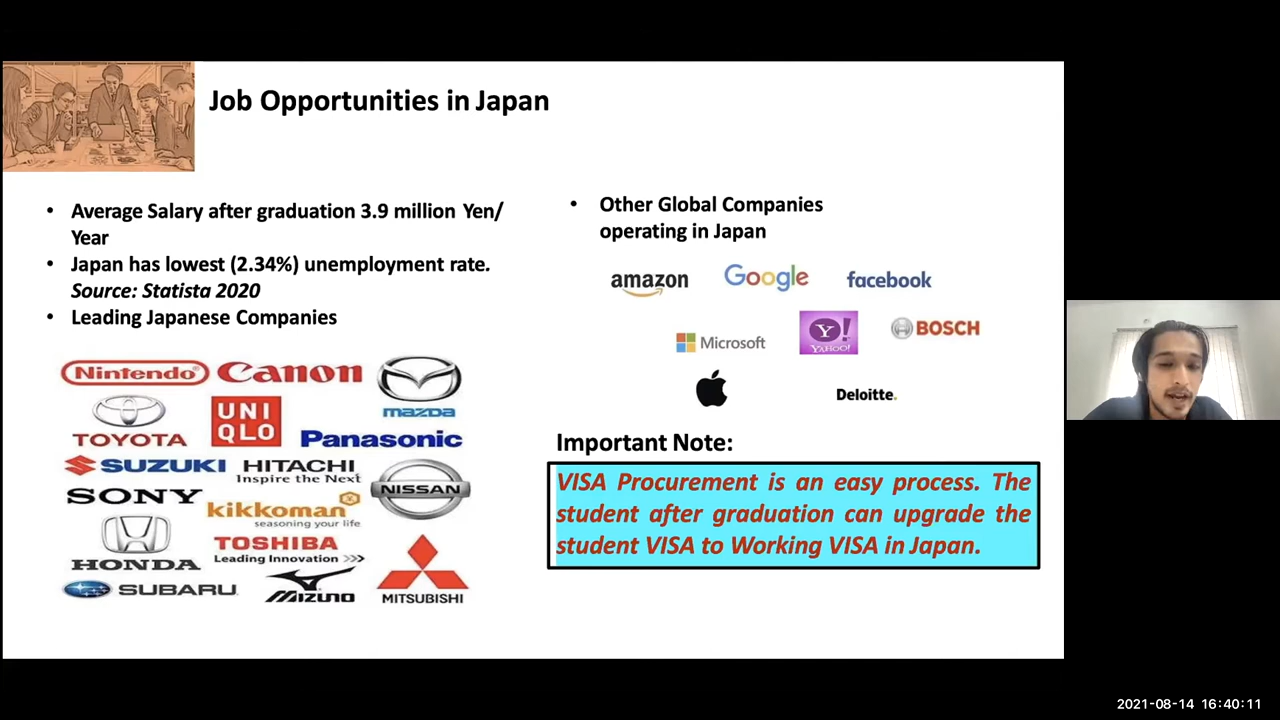 Job Opportunities in Japan
• Average Salary after graduation 3.9 million Yen/
Year
• Japan has lowest (2.34%) unemployment rate.
Source: Statista 2020
• Leading Japanese Companies
Nintendo®
Canon
mazDa
TOYOTA
UNI
QLO
Panasonic
SUZUKI
HITACHI
Inspire the Next
NISSAN
SONY
kikkoman
seasoning your life
HONDA
TOSHIBA
Leading Innovation >>>
SUBARU
MIZUNO
MITSUBISHI
• Other Global Companies
operating in Japan
amazon
Google
facebook
Microsoft
Y!
YAHOO!
BOSCH
Deloitte.
Important Note:
VISA Procurement is an easy process. The
student after graduation can upgrade the
student VISA to Working VISA in Japan.
2021-08-14 16:40:11